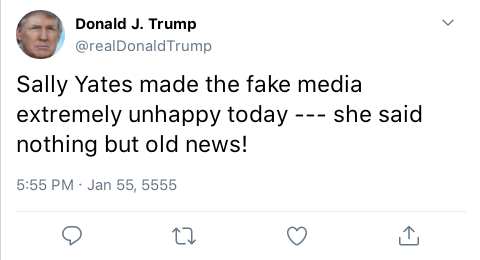 Donald J. Trump
@realDonaldTrump
Sally Yates made the fake media
extremely unhappy today --- she said
nothing but old news!
5:55 PM · Jan 55, 5555